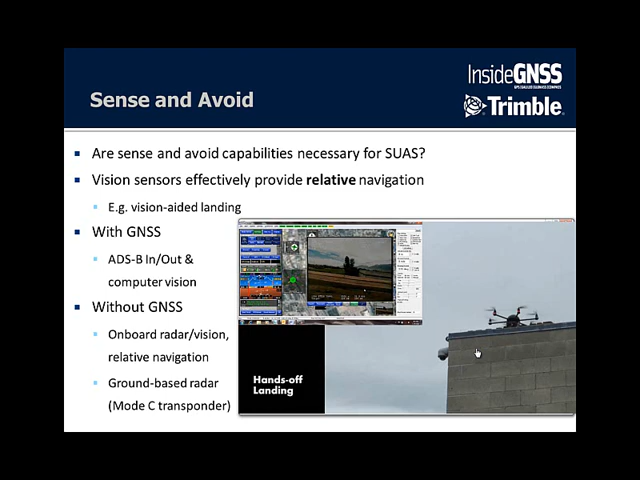 InsideGNSS
Trimble
Sense and Avoid
Are sense and avoid capabilities necessary for SUAS?
Vision sensors effectively provide relative navigation
E.g. vision-aided landing
With GNSS
ADS-B In/Out &
computer vision
Without GNSS
Onboard radar/vision,
relative navigation
Ground-based radar
(Mode C transponder)
Hands-off
Landing